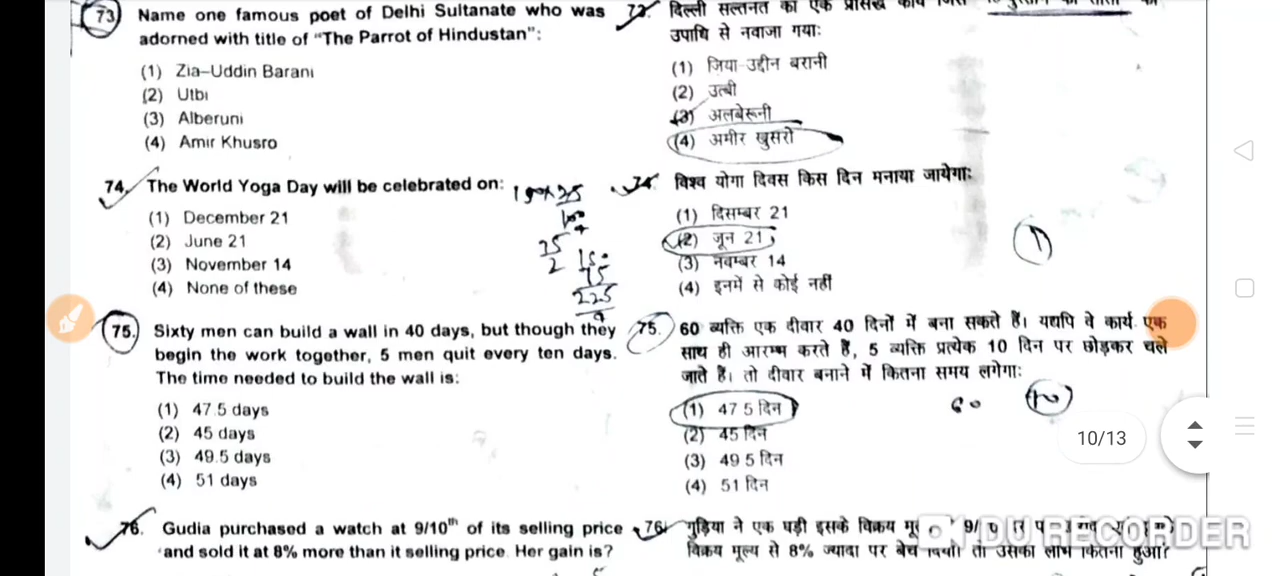 73. Name one famous poet of Delhi Sultanate who was
adorned with title of "The Parrot of Hindustan":
(1) Zia–Uddin Barani
(2) Utbi
(3) Alberuni
(4) Amir Khusro
74. The World Yoga Day will be celebrated on:
(1) December 21
(2) June 21
(3) November 14
(4) None of these
75. Sixty men can build a wall in 40 days, but though they
begin the work together, 5 men quit every ten days.
The time needed to build the wall is:
(1) 47.5 days
(2) 45 days
(3) 49.5 days
(4) 51 days
76. Gudia purchased a watch at 9/10th of its selling price
and sold it at 8% more than it selling price. Her gain is?
दिल्ली सल्तनत का एक
उपाधि से नवाजा गयाः
(1) जिया उद्दीन बरानी
(2) उत्बी
(3) अलबेरूनी
(4) अमीर खुसरो
विश्व योगा दिवस किस दिन मनाया जायेगाः
(1) दिसम्बर 21
(2) जून 21
(3) नवम्बर 14
(4) इनमें से कोई नहीं
75. 60 व्यक्ति एक दीवार 40 दिनों में बना सकते हैं। यद्यपि वे कार्य एक
साथ ही आरम्भ करते हैं, 5 व्यक्ति प्रत्येक 10 दिन पर छोड़कर चले
जाते हैं। तो दीवार बनाने में कितना समय लगेगाः
(1) 47 5 दिन
(2) 45 दिन
(3) 49 5 दिन
(4) 51 दिन
76. गुड़िया ने एक घड़ी इसके विक्रय
विक्रय मूल्य से 8% ज्यादा पर बेच दिया। तो उसका लाभ कितना हुआ?
35
2
15
225
60
10/13
DU RECORDER